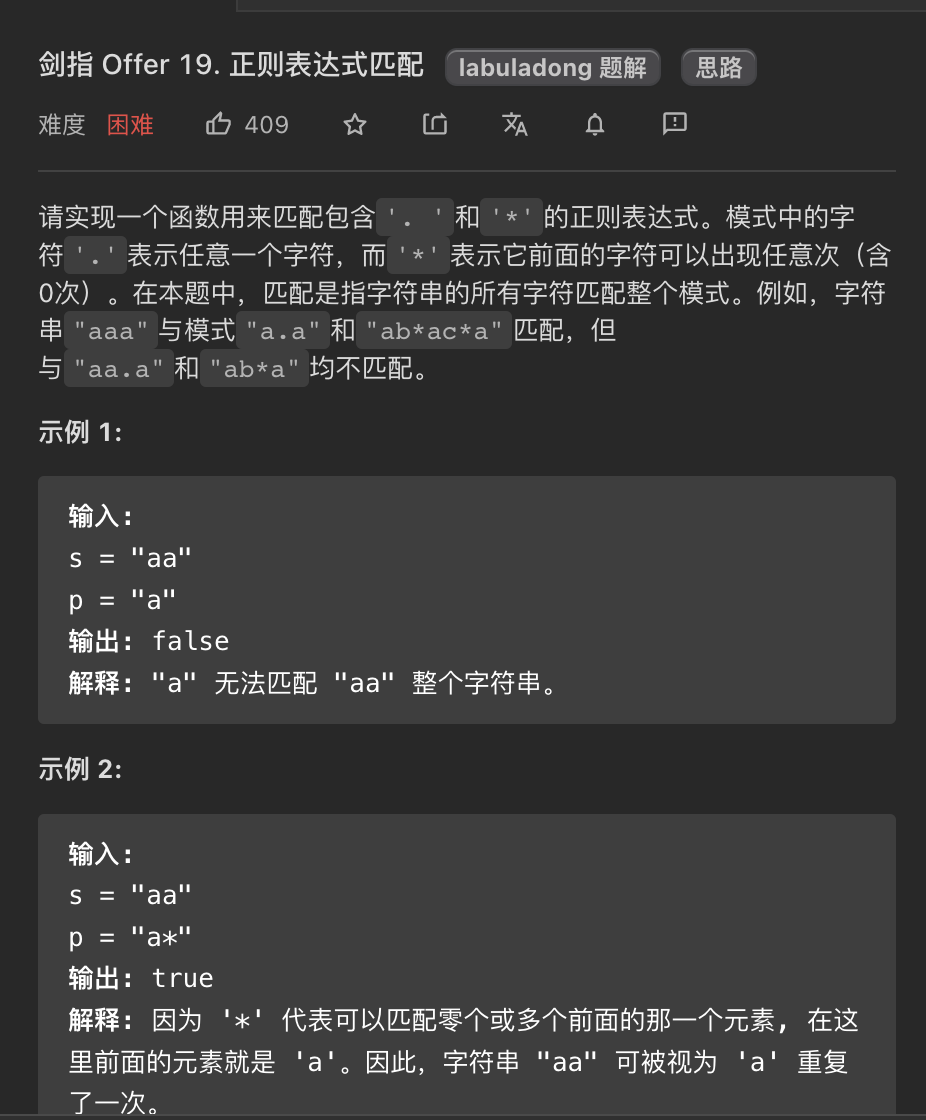 剑指 Offer 19. 正则表达式匹配 labuladong 题解 思路
难度 困难 409
请实现一个函数用来匹配包含'. '和'*'的正则表达式。模式中的字
符'.'表示任意一个字符，而'*'表示它前面的字符可以出现任意次（含
0次）。在本题中，匹配是指字符串的所有字符匹配整个模式。例如，字符
串"aaa"与模式"a.a"和"ab*ac*a"匹配，但
与"aa.a"和"ab*a"均不匹配。
示例 1:
输入:
s = "aa"
p = "a"
输出: false
解释: "a" 无法匹配 "aa" 整个字符串。
示例 2:
输入:
s = "aa"
p = "a*"
输出: true
解释: 因为 '*' 代表可以匹配零个或多个前面的那一个元素, 在这
里前面的元素就是 'a'。因此，字符串 "aa" 可被视为 'a' 重复
了一次。